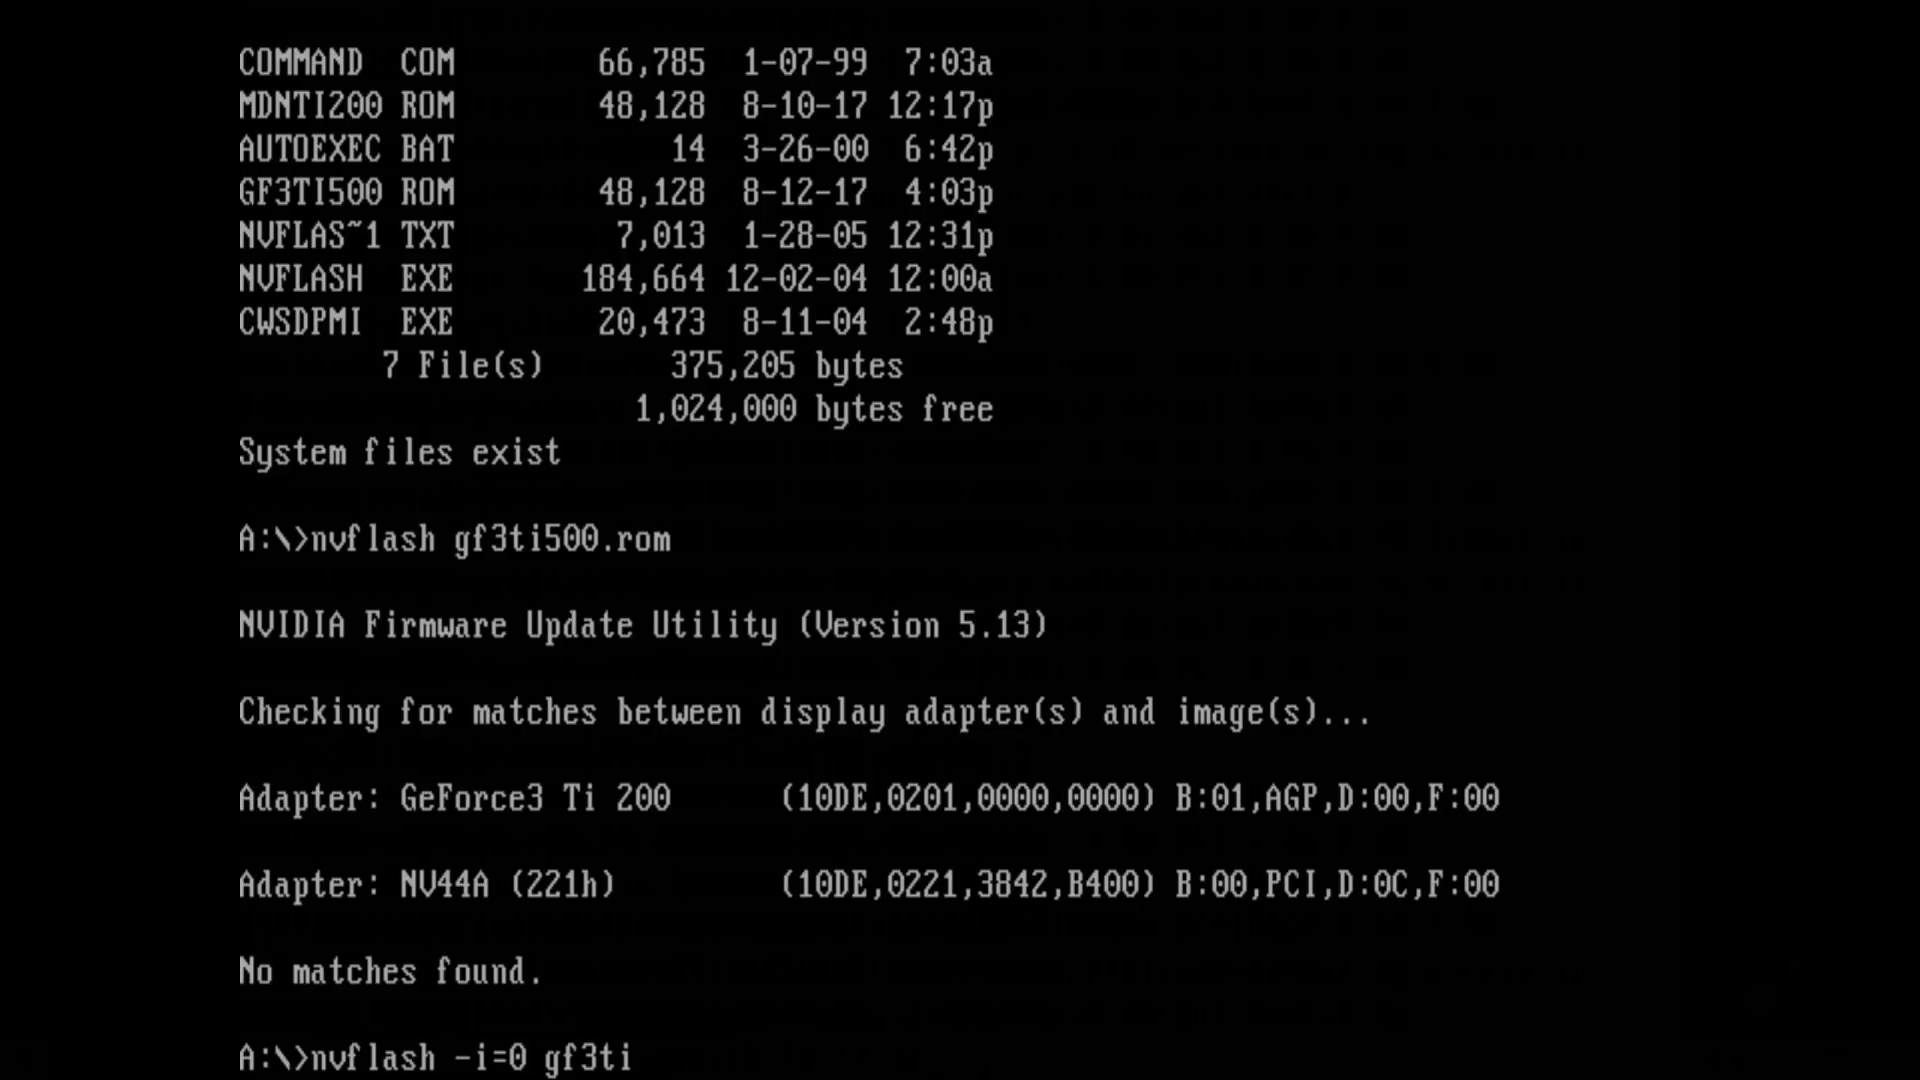 COMMAND  COM        66,785  1-07-99  7:03a
MDNTI200 ROM        48,128  8-10-17 12:17p
AUTOEXEC BAT            14  3-26-00  6:42p
GF3TI500 ROM        48,128  8-12-17  4:03p
NVFLAS~1 TXT         7,013  1-28-05 12:31p
NVFLASH  EXE       184,664 12-02-04 12:00a
CWSDPMI  EXE        20,473  8-11-04  2:48p
7 File(s)       375,205 bytes
1,024,000 bytes free
System files exist
A:\>nvflash gf3ti500.rom
NVIDIA Firmware Update Utility (Version 5.13)
Checking for matches between display adapter(s) and image(s)...
Adapter: GeForce3 Ti 200      (10DE,0201,0000,0000) B:01,AGP,D:00,F:00
Adapter: NV44A (221h)         (10DE,0221,3842,B400) B:00,PCI,D:0C,F:00
No matches found.
A:\>nvflash -i=0 gf3ti